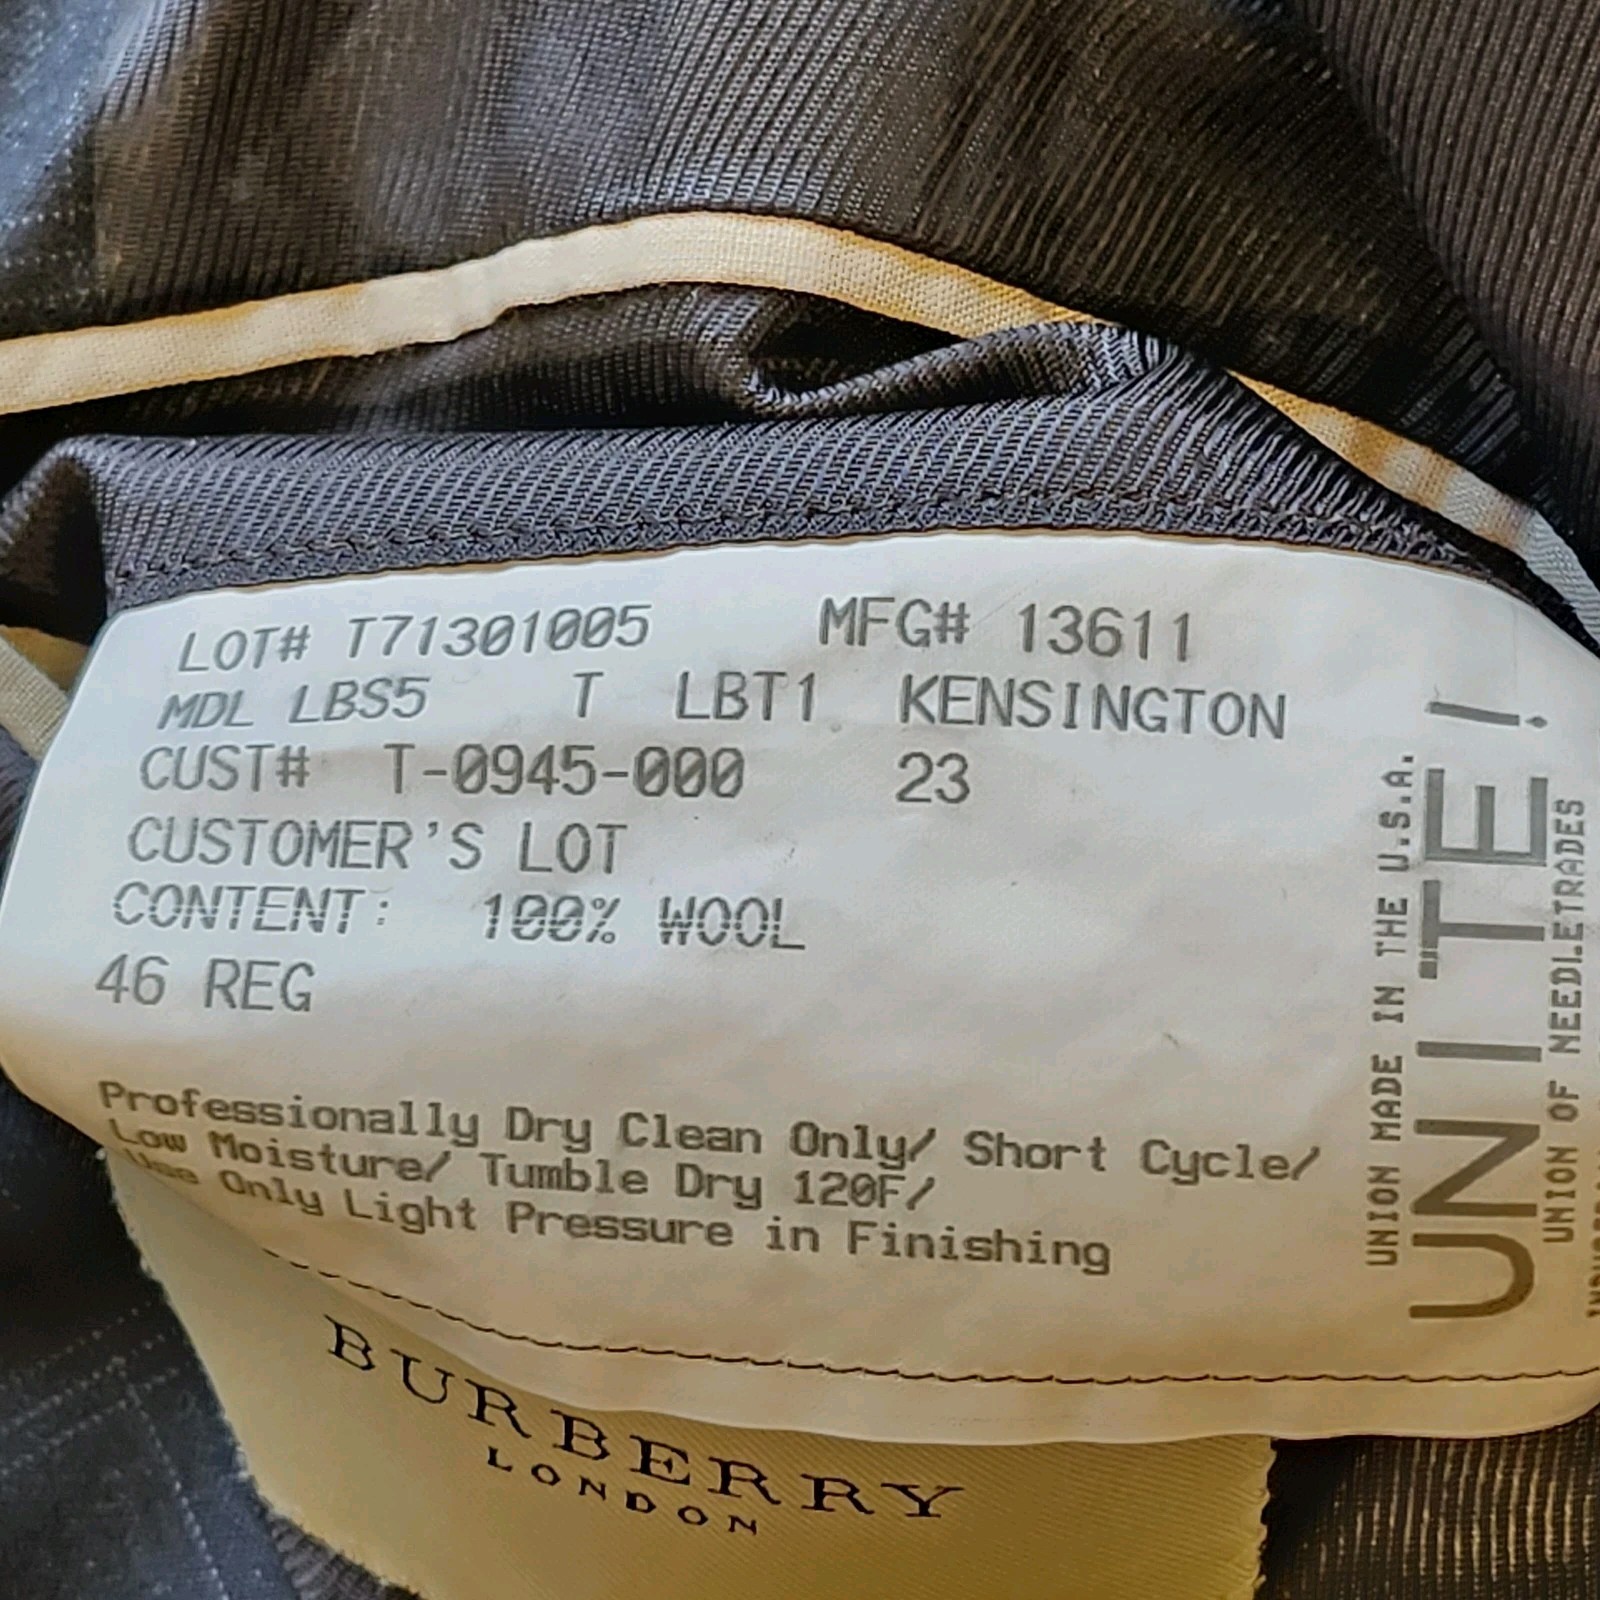 LOT# T71301005 MFG# 13611
MDL LBS5 T LBT1 KENSINGTON
CUST# T-0945-000 23
CUSTOMER'S LOT
CONTENT: 100% WOOL
46 REG
Professionally Dry Clean Only/ Short Cycle/
Low Moisture/ Tumble Dry 120F/
Use Only Light Pressure in Finishing
UNION MADE IN THE U.S.A.
UNITE!
UNION OF NEEDLETRADES
BURBERRY
LONDON